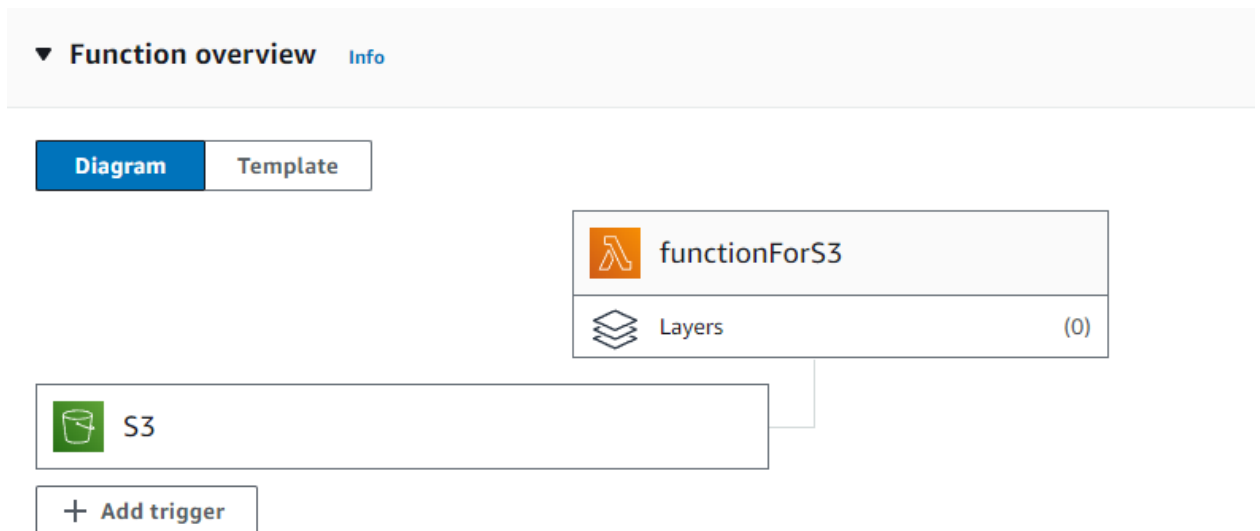 Function overview Info
Diagram Template
functionForS3
Layers (0)
S3
Add trigger